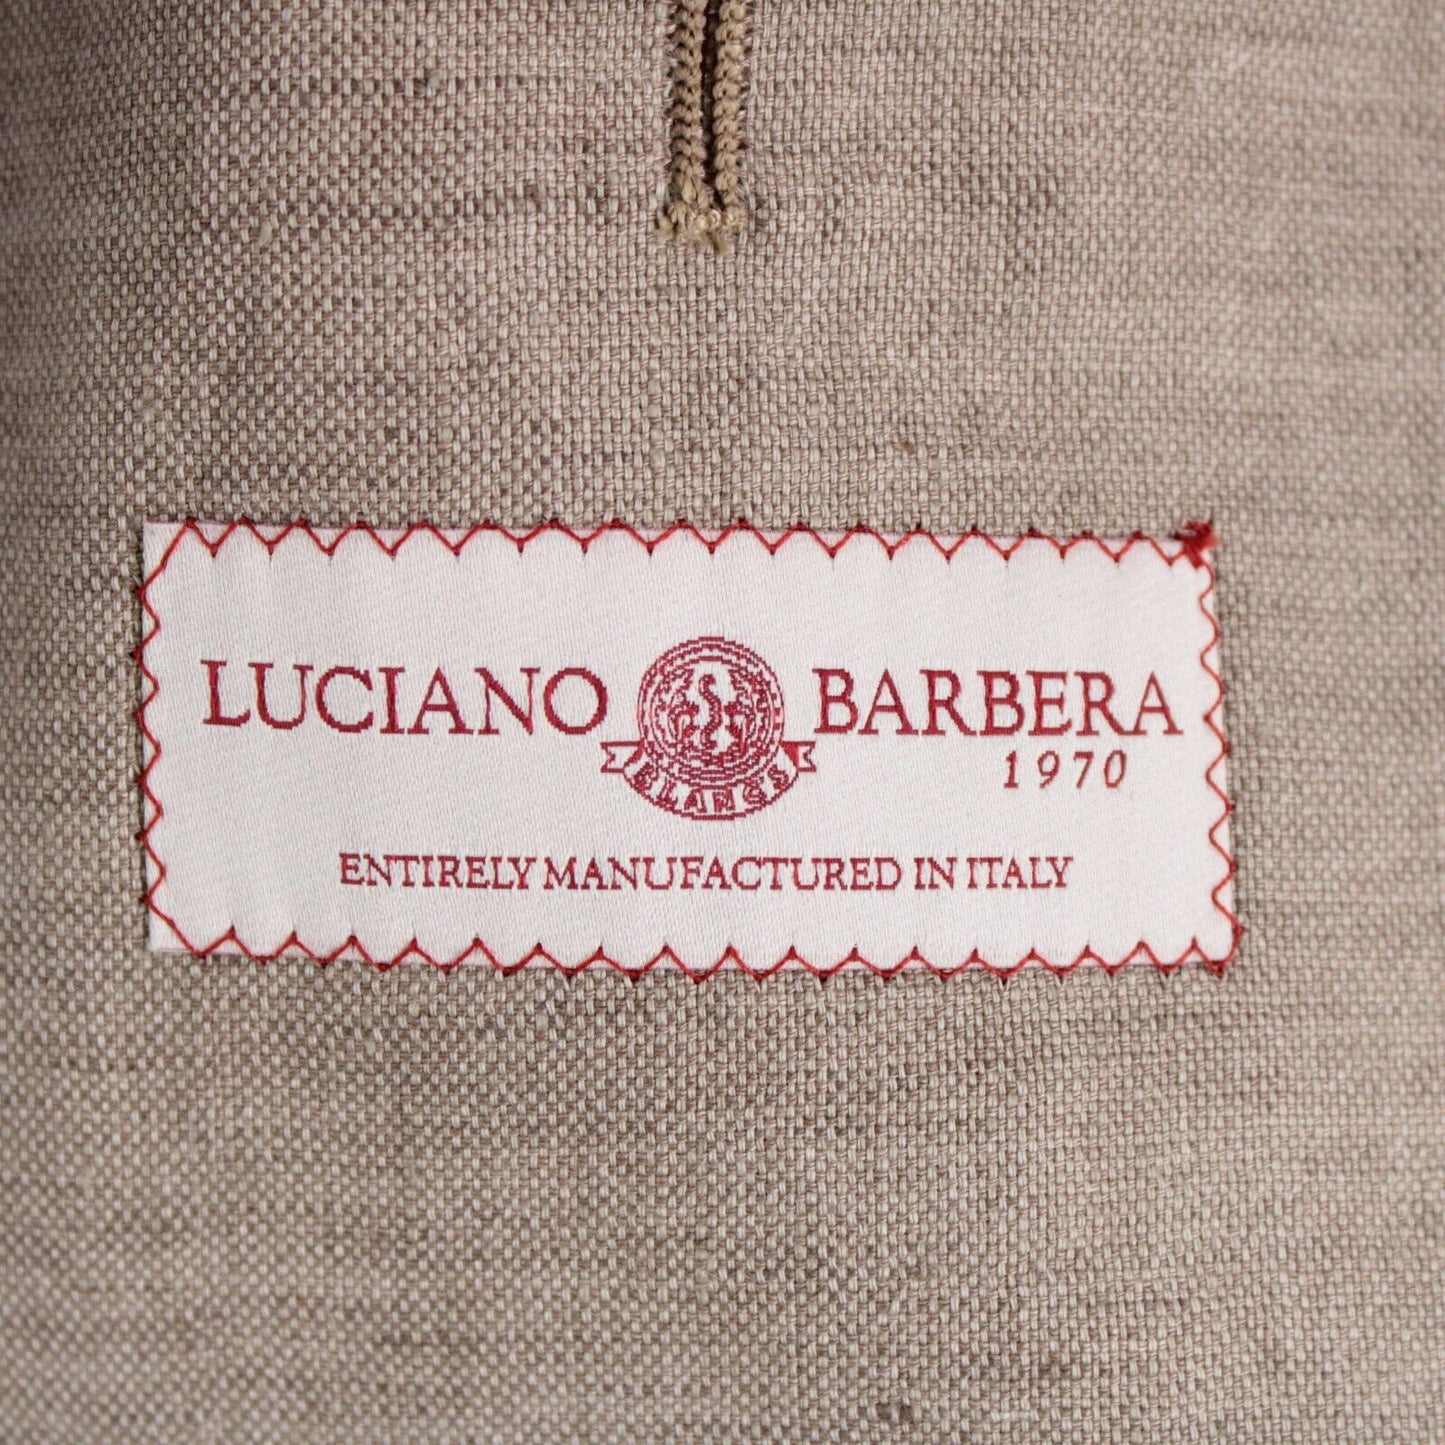 LUCIANO BARBERA
1970
ENTIRELY MANUFACTURED IN ITALY